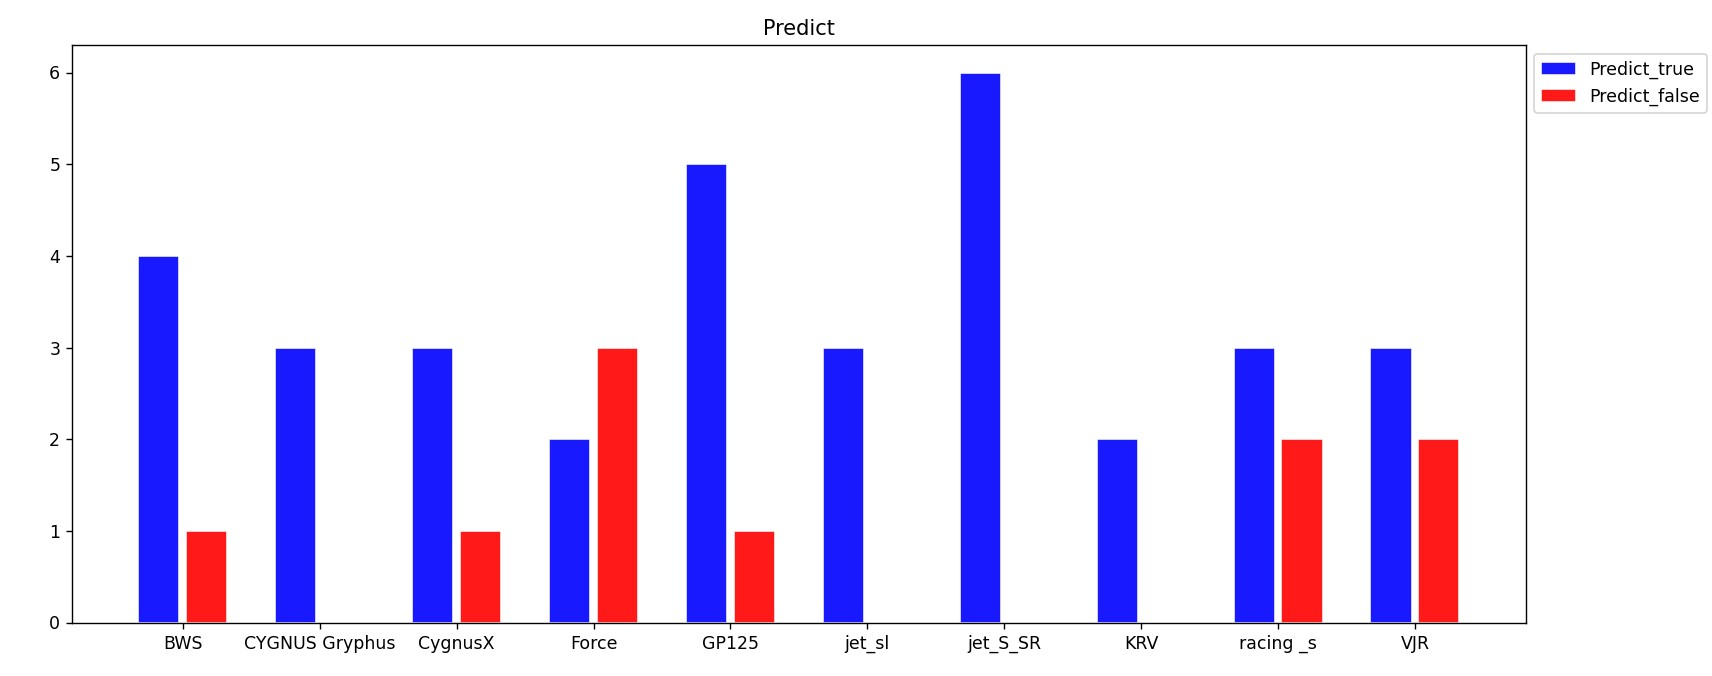 Predict
Predict_true
Predict_false
6
5
4
3
2
1
0
BWS CYGNUS Gryphus CygnusX Force GP125 jet_sl jet_S_SR KRV racing _s VJR